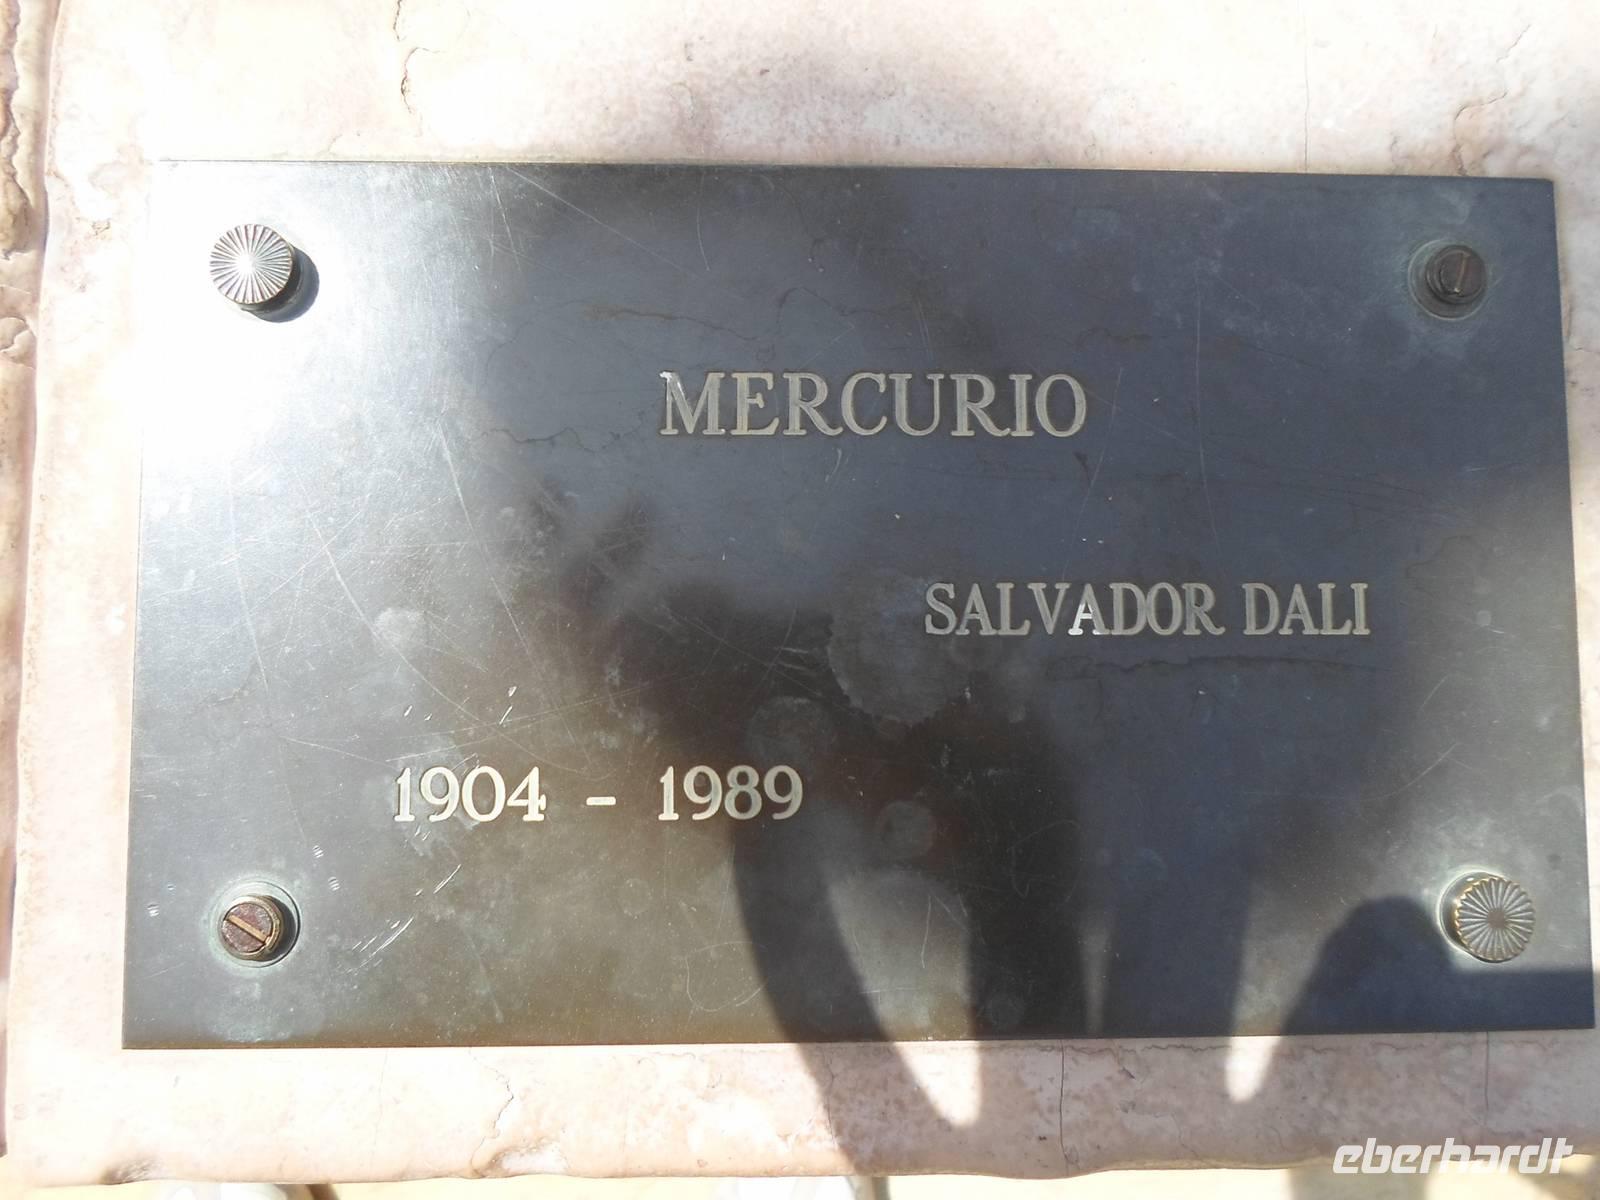 MERCURIO
SALVADOR DALI
1904 - 1989
eberhardt